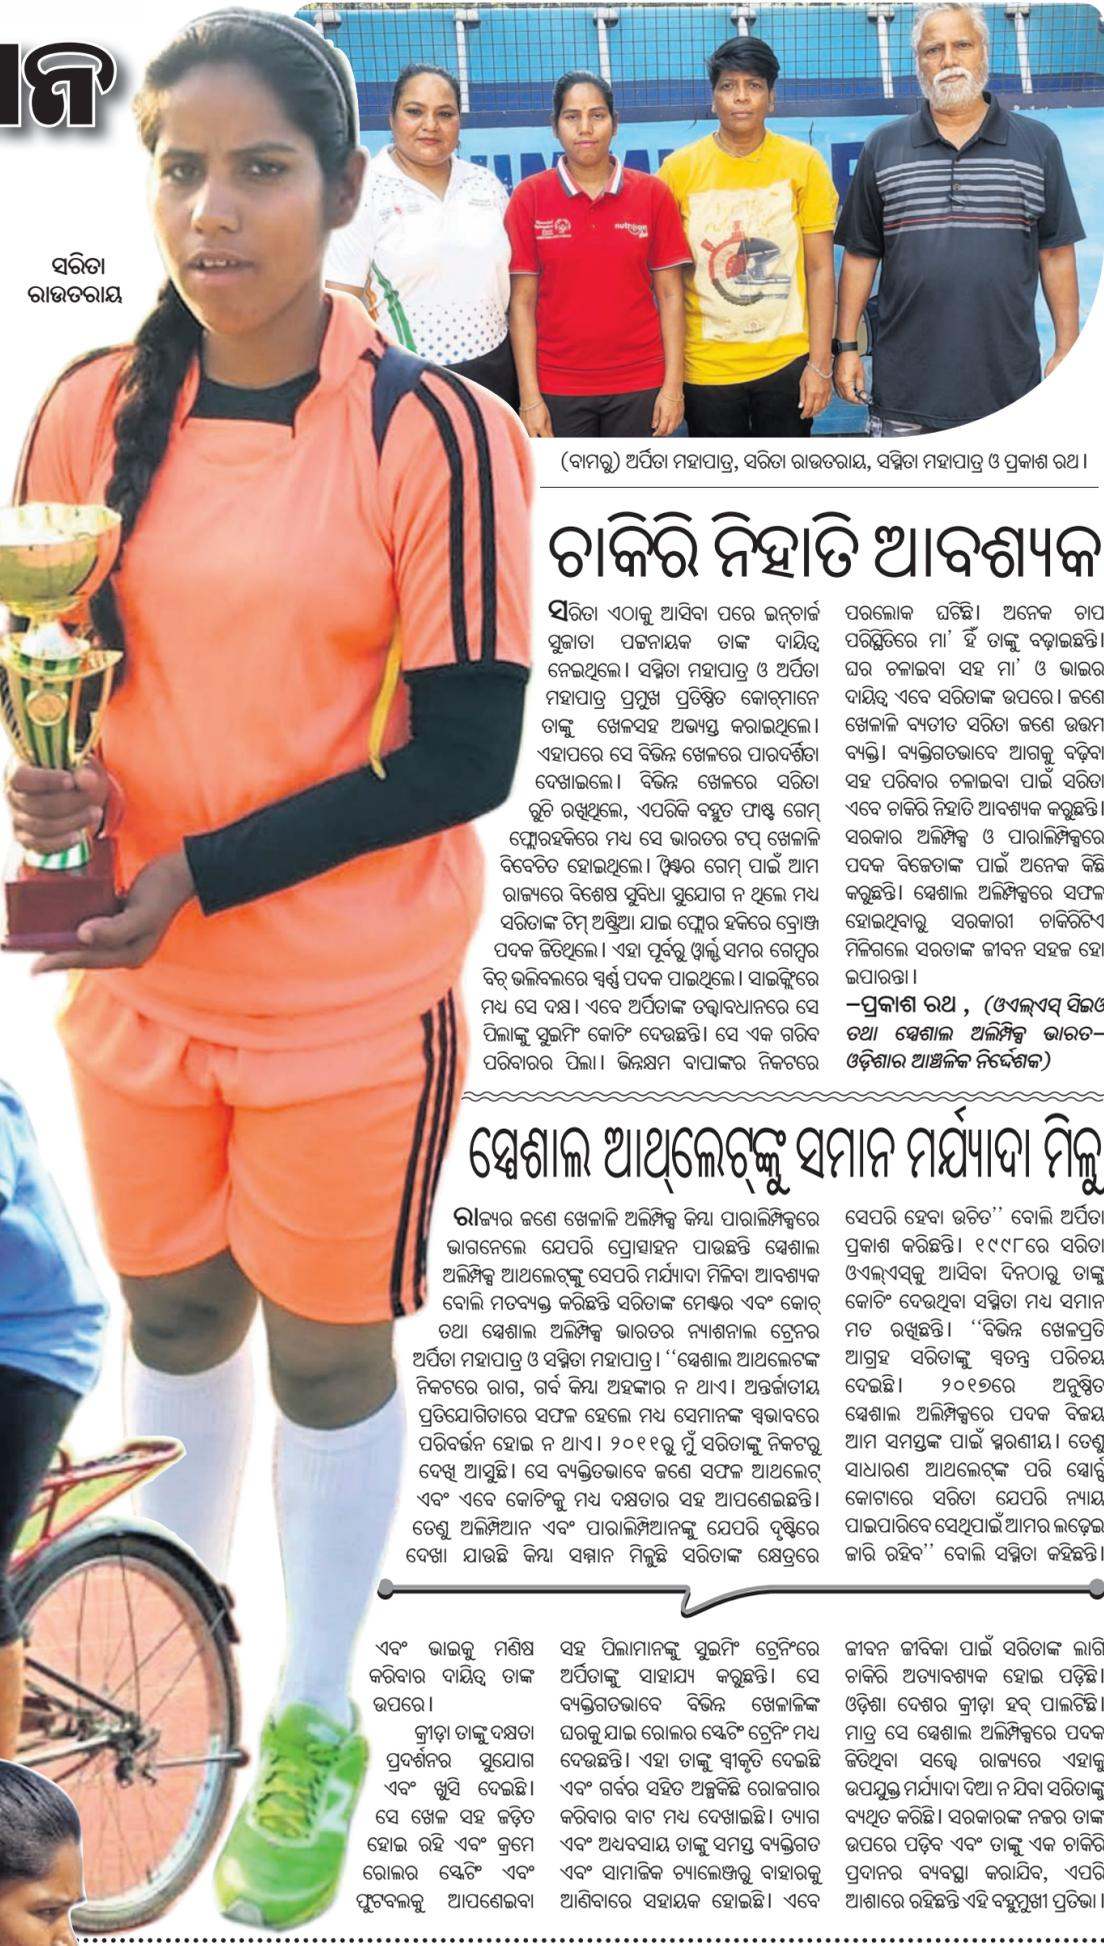 ସରିତା
ରାଉତରାୟ
(ବାମରୁ) ଅର୍ପିତା ମହାପାତ୍ର, ସରିତା ରାଉତରାୟ, ସସ୍ମିତା ମହାପାତ୍ର ଓ ପ୍ରକାଶ ରଥ।
ଚାକିରି ନିହାତି ଆବଶ୍ୟକ
ସରିତା ଏଠାକୁ ଆସିବା ପରେ ଇନ୍‌ଚାର୍ଜ
ସୁଜାତା ପଟ୍ଟନାୟକ ତାଙ୍କ ଦାୟିତ୍ୱ
ନେଇଥିଲେ। ସସ୍ମିତା ମହାପାତ୍ର ଓ ଅର୍ପିତା
ମହାପାତ୍ର ପ୍ରମୁଖ ପ୍ରତିଷ୍ଠିତ କୋଚ୍‌ମାନେ
ତାଙ୍କୁ ଖେଳସହ ଅଭ୍ୟସ୍ତ କରାଇଥିଲେ।
ଏହାପରେ ସେ ବିଭିନ୍ନ ଖେଳରେ ପାରଦର୍ଶିତା
ଦେଖାଇଲେ। ବିଭିନ୍ନ ଖେଳରେ ସରିତା
ରୁଚି ରଖିଥିଲେ, ଏପରିକି ବହୁତ ଫାଷ୍ଟ ଗେମ୍
ଫ୍ଲୋରହକିରେ ମଧ୍ୟ ସେ ଭାରତର ଟପ୍ ଖେଳାଳି
ବିବେଚିତ ହୋଇଥିଲେ। ୱିଣ୍ଟର ଗେମ୍ ପାଇଁ ଆମ
ରାଜ୍ୟରେ ବିଶେଷ ସୁବିଧା ସୁଯୋଗ ନ ଥିଲେ ମଧ୍ୟ
ସରିତାଙ୍କ ଟିମ୍ ଅଷ୍ଟ୍ରିଆ ଯାଇ ଫ୍ଲୋର ହକିରେ ବ୍ରୋଞ୍ଜ
ପଦକ ଜିତିଥିଲେ। ଏହା ପୂର୍ବରୁ ୱାର୍ଲ୍ଡ ସମର ଗେମ୍ସର
ବିଚ୍ ଭଲିବଲରେ ସ୍ୱର୍ଣ୍ଣ ପଦକ ପାଇଥିଲେ। ସାଇକ୍ଲିଂରେ
ମଧ୍ୟ ସେ ଦକ୍ଷ। ଏବେ ଅର୍ପିତାଙ୍କ ତତ୍ତ୍ୱାବଧାନରେ ସେ
ପିଲାଙ୍କୁ ସୁଇମିଂ କୋଚିଂ ଦେଉଛନ୍ତି। ସେ ଏକ ଗରିବ
ପରିବାରର ପିଲା। ଭିନ୍ନକ୍ଷମ ବାପାଙ୍କର ନିକଟରେ
ପରଲୋକ ଘଟିଛି। ଅନେକ ଚାପ
ପରିସ୍ଥିତିରେ ମା' ହିଁ ତାଙ୍କୁ ବଢ଼ାଇଛନ୍ତି।
ଘର ଚଳାଇବା ସହ ମା' ଓ ଭାଇର
ଦାୟିତ୍ୱ ଏବେ ସରିତାଙ୍କ ଉପରେ। ଜଣେ
ଖେଳାଳି ବ୍ୟତୀତ ସରିତା ଜଣେ ଉତ୍ତମ
ବ୍ୟକ୍ତି। ବ୍ୟକ୍ତିଗତଭାବେ ଆଗକୁ ବଢ଼ିବା
ସହ ପରିବାର ଚଳାଇବା ପାଇଁ ସରିତା
ଏବେ ଚାକିରି ନିହାତି ଆବଶ୍ୟକ କରୁଛନ୍ତି।
ସରକାର ଅଲିମ୍ପିକ୍ସ ଓ ପାରାଲିମ୍ପିକ୍ସରେ
ପଦକ ବିଜେତାଙ୍କ ପାଇଁ ଅନେକ କିଛି
କରୁଛନ୍ତି। ସ୍ପେଶାଲ ଅଲିମ୍ପିକ୍ସରେ ସଫଳ
ହୋଇଥିବାରୁ ସରକାରୀ ଚାକିରିଟିଏ
ମିଳିଗଲେ ସରତାଙ୍କ ଜୀବନ ସହଜ ହୋ
ଇପାରନ୍ତା।
–ପ୍ରକାଶ ରଥ , (ଓଏଲ୍‌ଏସ୍ ସିଇଓ
ତଥା ସ୍ପେଶାଲ ଅଲିମ୍ପିକ୍ସ ଭାରତ–
ଓଡ଼ିଶାର ଆଞ୍ଚଳିକ ନିର୍ଦ୍ଦେଶକ)
ସ୍ପେଶାଲ ଆଥ୍‌ଲେଟ୍‌ଙ୍କୁ ସମାନ ମର୍ଯ୍ୟାଦା ମିଳୁ
ରାଜ୍ୟର ଜଣେ ଖେଳାଳି ଅଲିମ୍ପିକ୍ସ କିମ୍ବା ପାରାଲିମ୍ପିକ୍ସରେ
ଭାଗନେଲେ ଯେପରି ପ୍ରୋତ୍ସାହନ ପାଉଛନ୍ତି ସ୍ପେଶାଲ
ଅଲିମ୍ପିକ୍ସ ଆଥଲେଟ୍‌ଙ୍କୁ ସେପରି ମର୍ଯ୍ୟାଦା ମିଳିବା ଆବଶ୍ୟକ
ବୋଲି ମତବ୍ୟକ୍ତ କରିଛନ୍ତି ସରିତାଙ୍କ ମେଣ୍ଟର ଏବଂ କୋଚ୍
ତଥା ସ୍ପେଶାଲ ଅଲିମ୍ପିକ୍ସ ଭାରତର ନ୍ୟାଶନାଲ ଟ୍ରେନର
ଅର୍ପିତା ମହାପାତ୍ର ଓ ସସ୍ମିତା ମହାପାତ୍ର। ''ସ୍ପେଶାଲ ଆଥଲେଟଙ୍କ
ନିକଟରେ ରାଗ, ଗର୍ବ କିମ୍ବା ଅହଙ୍କାର ନ ଥାଏ। ଅନ୍ତର୍ଜାତୀୟ
ପ୍ରତିଯୋଗିତାରେ ସଫଳ ହେଲେ ମଧ୍ୟ ସେମାନଙ୍କ ସ୍ୱଭାବରେ
ପରିବର୍ତ୍ତନ ହୋଇ ନ ଥାଏ। ୨୦୧୧ରୁ ମୁଁ ସରିତାଙ୍କୁ ନିକଟରୁ
ଦେଖି ଆସୁଛି। ସେ ବ୍ୟକ୍ତିତଭାବେ ଜଣେ ସଫଳ ଆଥଲେଟ୍
ଏବଂ ଏବେ କୋଚିଂକୁ ମଧ୍ୟ ଦକ୍ଷତାର ସହ ଆପଣେଇଛନ୍ତି।
ତେଣୁ ଅଲିମ୍ପିଆନ ଏବଂ ପାରାଲିମ୍ପିଆନଙ୍କୁ ଯେପରି ଦୃଷ୍ଟିରେ
ଦେଖା ଯାଉଛି କିମ୍ବା ସମ୍ମାନ ମିଳୁଛି ସରିତାଙ୍କ କ୍ଷେତ୍ରରେ
ସେପରି ହେବା ଉଚିତ'' ବୋଲି ଅର୍ପିତା
ପ୍ରକାଶ କରିଛନ୍ତି। ୧୯୯୮ରେ ସରିତା
ଓଏଲ୍‌ଏସ୍‌କୁ ଆସିବା ଦିନଠାରୁ ତାଙ୍କୁ
କୋଚିଂ ଦେଉଥିବା ସସ୍ମିତା ମଧ୍ୟ ସମାନ
ମତ ରଖିଛନ୍ତି। ''ବିଭିନ୍ନ ଖେଳପ୍ରତି
ଆଗ୍ରହ ସରିତାଙ୍କୁ ସ୍ୱତନ୍ତ୍ର ପରିଚୟ
ଦେଇଛି। ୨୦୧୭ରେ ଅନୁଷ୍ଠିତ
ସ୍ପେଶାଲ ଅଲିମ୍ପିକ୍ସରେ ପଦକ ବିଜୟ
ଆମ ସମସ୍ତଙ୍କ ପାଇଁ ସ୍ମରଣୀୟ। ତେଣୁ
ସାଧାରଣ ଆଥଲେଟ୍‌ଙ୍କ ପରି ସ୍ପୋର୍ଟ୍ସ
କୋଟାରେ ସରିତା ଯେପରି ନ୍ୟାୟ
ପାଇପାରିବେ ସେଥିପାଇଁ ଆମର ଲଢ଼େଇ
ଜାରି ରହିବ'' ବୋଲି ସସ୍ମିତା କହିଛନ୍ତି।
ଏବଂ ଭାଇକୁ ମଣିଷ
କରିବାର ଦାୟିତ୍ୱ ତାଙ୍କ
ଉପରେ।
କ୍ରୀଡ଼ା ତାଙ୍କୁ ଦକ୍ଷତା
ପ୍ରଦର୍ଶନର ସୁଯୋଗ
ଏବଂ ଖୁସି ଦେଇଛି।
ସେ ଖେଳ ସହ ଜଡ଼ିତ
ହୋଇ ରହି ଏବଂ କ୍ରମେ
ରୋଲର ସ୍କେଟିଂ ଏବଂ
ଫୁଟବଲକୁ ଆପଣେଇବା
ସହ ପିଲାମାନଙ୍କୁ ସୁଇମିଂ ଟ୍ରେନିଂରେ
ଅର୍ପିତାଙ୍କୁ ସାହାଯ୍ୟ କରୁଛନ୍ତି। ସେ
ବ୍ୟକ୍ତିଗତଭାବେ ବିଭିନ୍ନ ଖେଳାଳିଙ୍କ
ଘରକୁ ଯାଇ ରୋଲର ସ୍କେଟିଂ ଟ୍ରେନିଂ ମଧ୍ୟ
ଦେଉଛନ୍ତି। ଏହା ତାଙ୍କୁ ସ୍ୱୀକୃତି ଦେଇଛି
ଏବଂ ଗର୍ବର ସହିତ ଅଳ୍ପକିଛି ରୋଜଗାର
କରିବାର ବାଟ ମଧ୍ୟ ଦେଖାଇଛି। ତ୍ୟାଗ
ଏବଂ ଅଧ୍ୟବସାୟ ତାଙ୍କୁ ସମସ୍ତ ବ୍ୟକ୍ତିଗତ
ଏବଂ ସାମାଜିକ ଚ୍ୟାଲେଞ୍ଜରୁ ବାହାରକୁ
ଆଣିବାରେ ସହାୟକ ହୋଇଛି। ଏବେ
ଜୀବନ ଜୀବିକା ପାଇଁ ସରିତାଙ୍କ ଲାଗି
ଚାକିରି ଅତ୍ୟାବଶ୍ୟକ ହୋଇ ପଡ଼ିଛି।
ଓଡ଼ିଶା ଦେଶର କ୍ରୀଡ଼ା ହବ୍ ପାଲଟିଛି।
ମାତ୍ର ସେ ସ୍ପେଶାଲ ଅଲିମ୍ପିକ୍ସରେ ପଦକ
ଜିତିଥିବା ସତ୍ତ୍ୱେ ରାଜ୍ୟରେ ଏହାକୁ
ଉପଯୁକ୍ତ ମର୍ଯ୍ୟାଦା ଦିଆ ନ ଯିବା ସରିତାଙ୍କୁ
ବ୍ୟଥିତ କରିଛି। ସରକାରଙ୍କ ନଜର ତାଙ୍କ
ଉପରେ ପଡ଼ିବ ଏବଂ ତାଙ୍କୁ ଏକ ଚାକିରି
ପ୍ରଦାନର ବ୍ୟବସ୍ଥା କରାଯିବ, ଏପରି
ଆଶାରେ ରହିଛନ୍ତି ଏହି ବହୁମୁଖୀ ପ୍ରତିଭା।